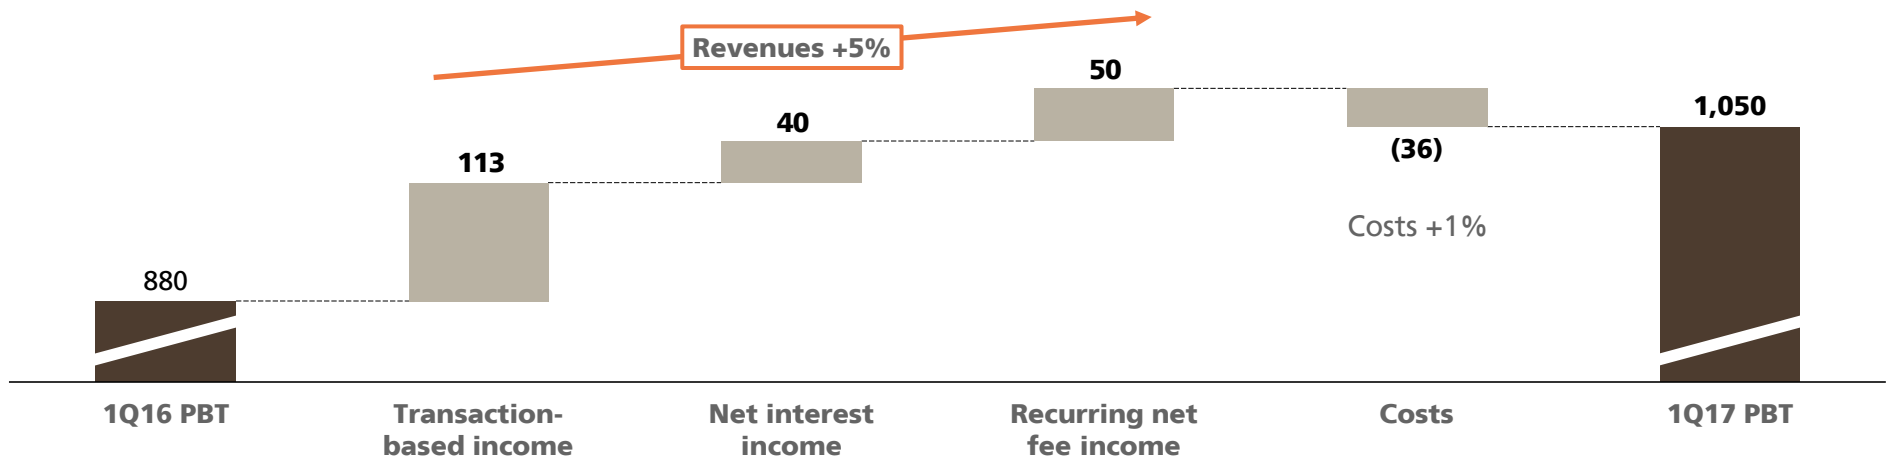 Revenues +5%
880
113
40
50
(36)
Costs +1%
1,050
1Q16 PBT
Transaction-
based income
Net interest
income
Recurring net
fee income
Costs
1Q17 PBT